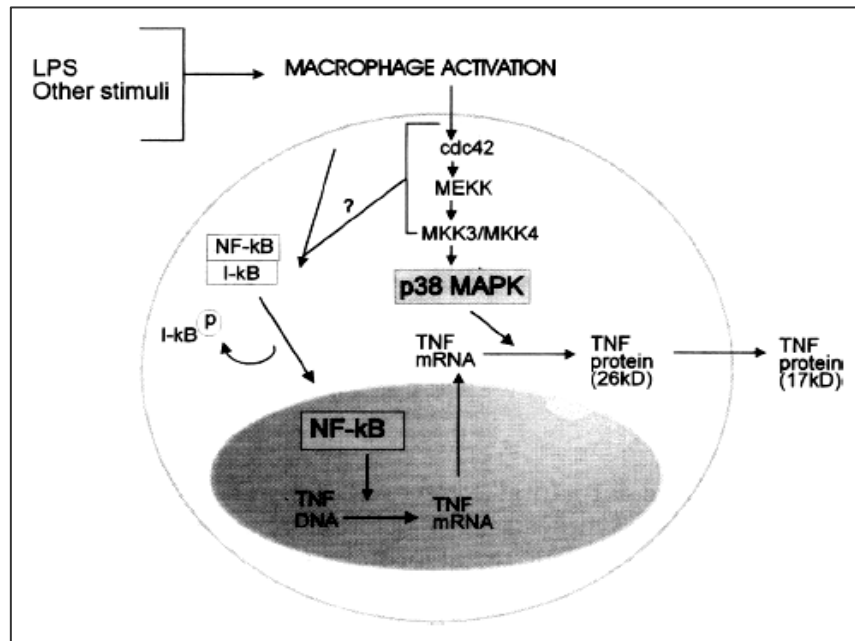 LPS
Other stimuli
MACROPHAGE ACTIVATION
cdc42
MEKK
?
MKK3/MKK4
NF-kB
I-kB
p38 MAPK
I-kB
p
TNF
mRNA
TNF
protein
(26kD)
TNF
protein
(17kD)
NF-kB
TNF
DNA
TNF
mRNA